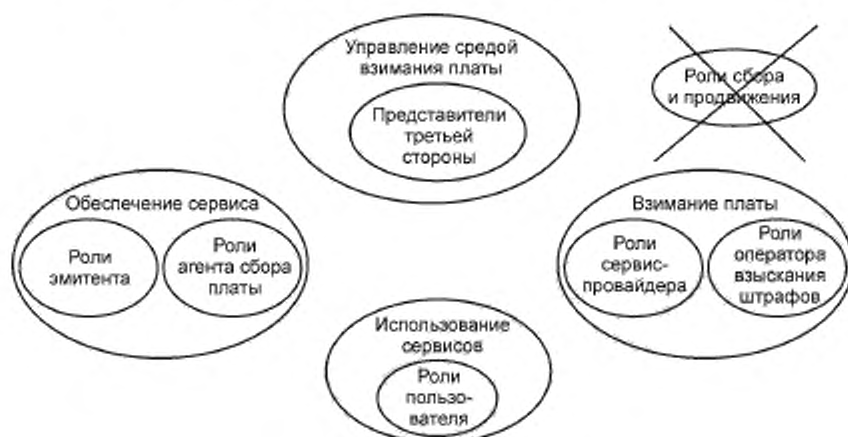 Управление средой
взимания платы
Представители
третьей
стороны
Роли сбора
и продвижения
Обеспечение сервиса
Роли
эмитента
Роли
агента сбора
платы
Взимание платы
Роли
сервис-
провайдера
Роли
оператора
взыскания
штрафов
Использование
сервисов
Роли
пользо-
вателя